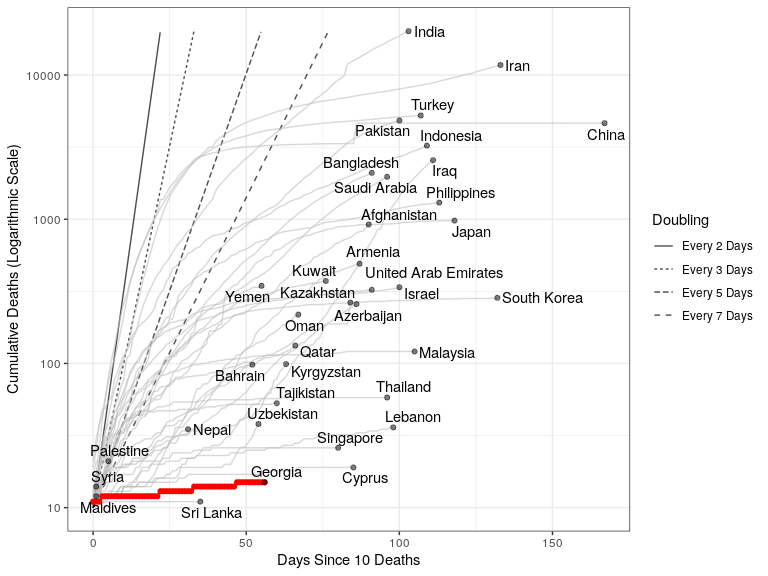 India
Iran
Turkey
Pakistan
China
Indonesia
Bangladesh
Iraq
Saudi Arabia
Philippines
Afghanistan
Japan
Armenia
Kuwait
United Arab Emirates
Yemen
Kazakhstan
Israel
South Korea
Azerbaijan
Oman
Qatar
Malaysia
Bahrain
Kyrgyzstan
Thailand
Tajikistan
Uzbekistan
Lebanon
Nepal
Singapore
Palestine
Georgia
Syria
Cyprus
Maldives
Sri Lanka
10000
1000
100
10
0
50
100
150
Days Since 10 Deaths
Cumulative Deaths (Logarithmic Scale)
Doubling
Every 2 Days
Every 3 Days
Every 5 Days
Every 7 Days